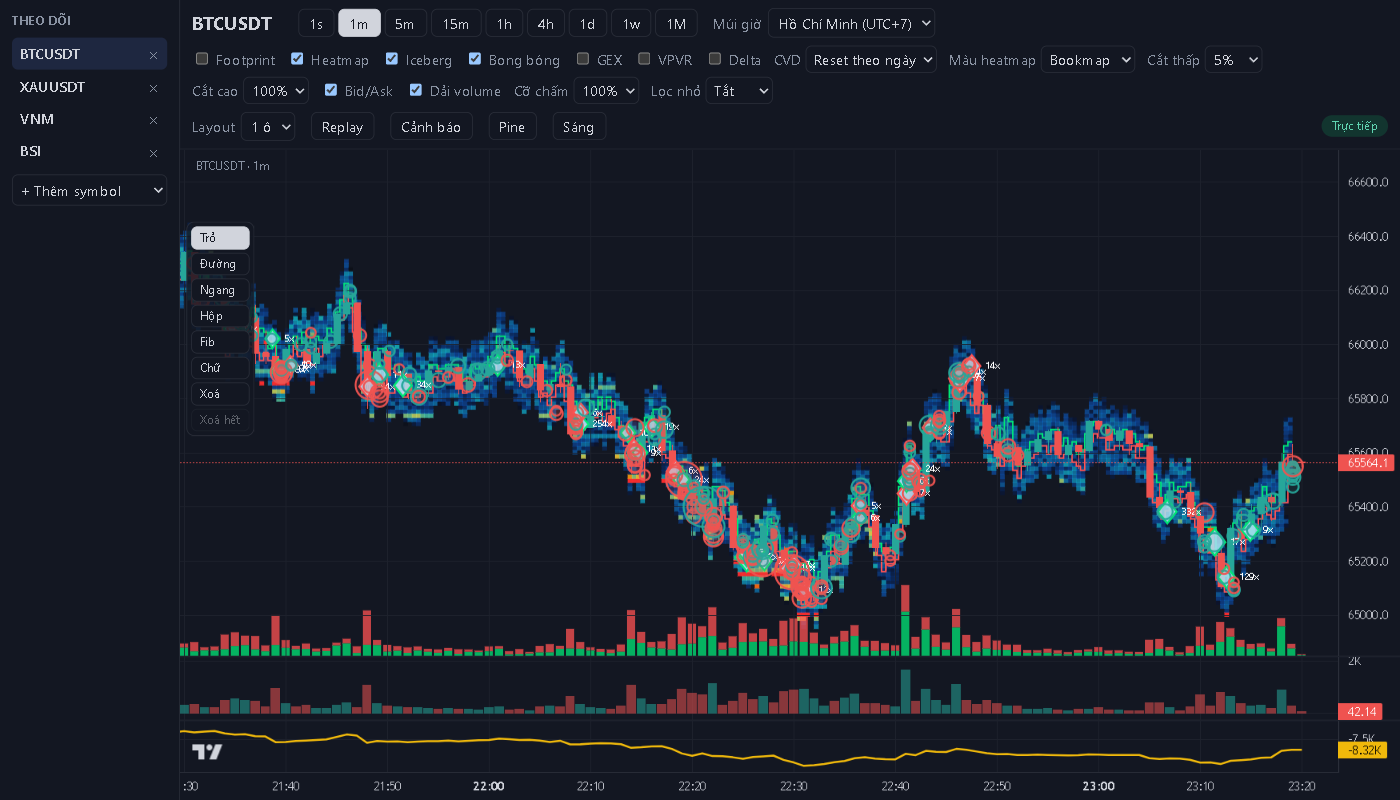 THEO DÕI
BTCUSDT ×
XAUUSDT ×
VNM ×
BSI ×
+ Thêm symbol
BTCUSDT 1s 1m 5m 15m 1h 4h 1d 1w 1M Múi giờ Hồ Chí Minh (UTC+7)
Footprint Heatmap Iceberg Bong bóng GEX VPVR Delta CVD Reset theo ngày Màu heatmap Bookmap Cắt thấp 5%
Cắt cao 100% Bid/Ask Dải volume Cỡ chấm 100% Lọc nhỏ Tắt
Layout 1 ô Replay Cảnh báo Pine Sáng Trực tiếp
BTCUSDT · 1m
Trỏ
Đường
Ngang
Hộp
Fib
Chữ
Xoá
Xoá hết
66600.0
66400.0
66200.0
66000.0
65800.0
65564.1
65400.0
65200.0
65000.0
2K
42.14
-7.5K
-8.32K
5x
34x
13x
6x
254x
19x
6x
24x
5x
6x
24x
7x
14x
332x
17x
9x
129x
:30 21:40 21:50 22:00 22:10 22:20 22:30 22:40 22:50 23:00 23:10 23:20